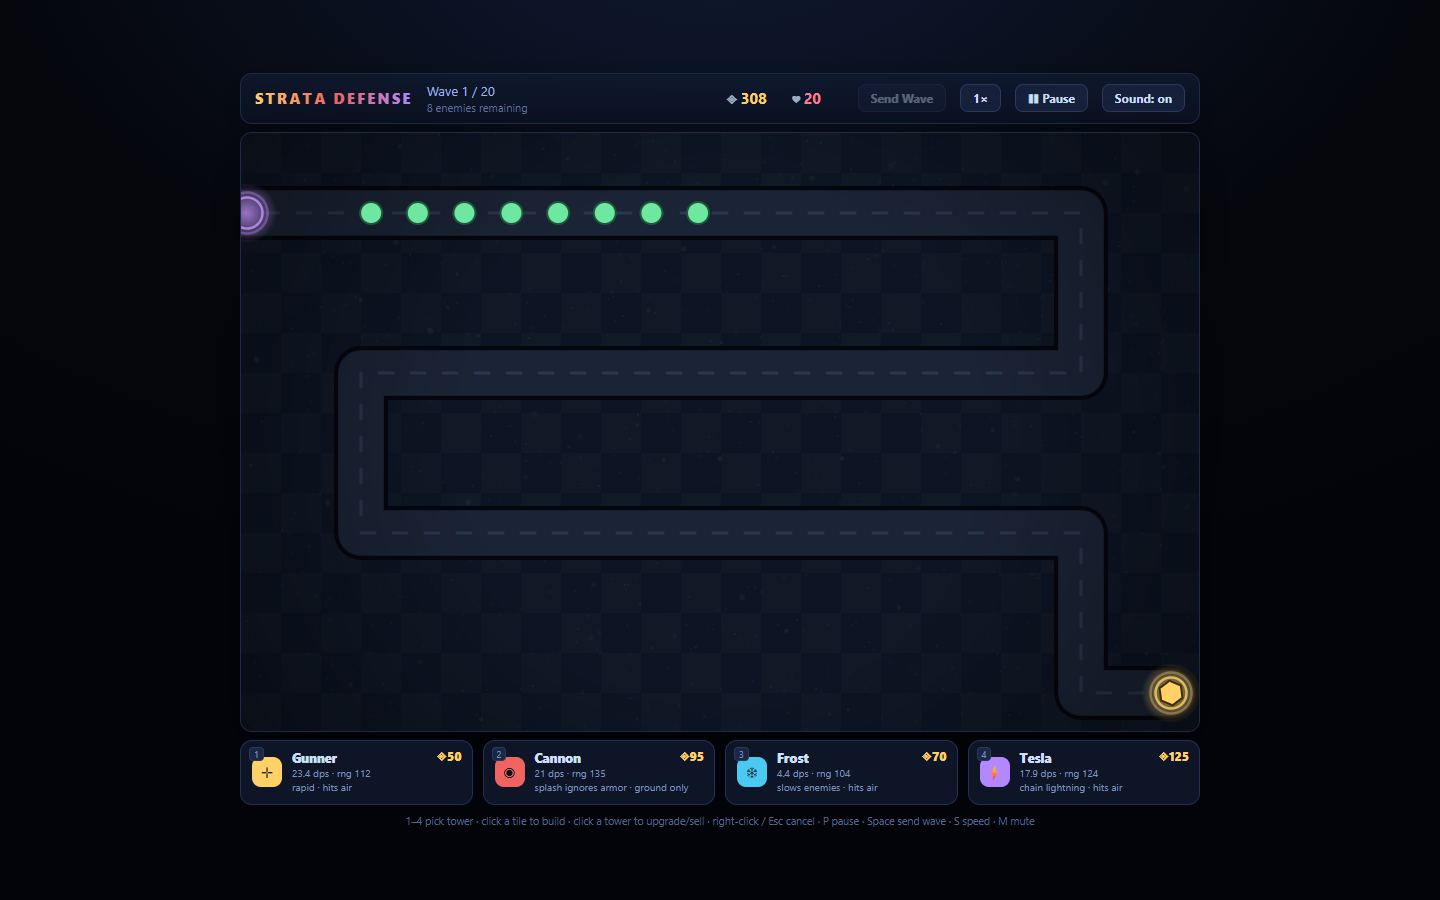 STRATA DEFENSE
Wave 1 / 20
8 enemies remaining
308
20
Send Wave
1×
Pause
Sound: on
1
Gunner
50
23.4 dps · rng 112
rapid · hits air
2
Cannon
95
21 dps · rng 135
splash ignores armor · ground only
3
Frost
70
4.4 dps · rng 104
slows enemies · hits air
4
Tesla
125
17.9 dps · rng 124
chain lightning · hits air
1–4 pick tower · click a tile to build · click a tower to upgrade/sell · right-click / Esc cancel · P pause · Space send wave · S speed · M mute